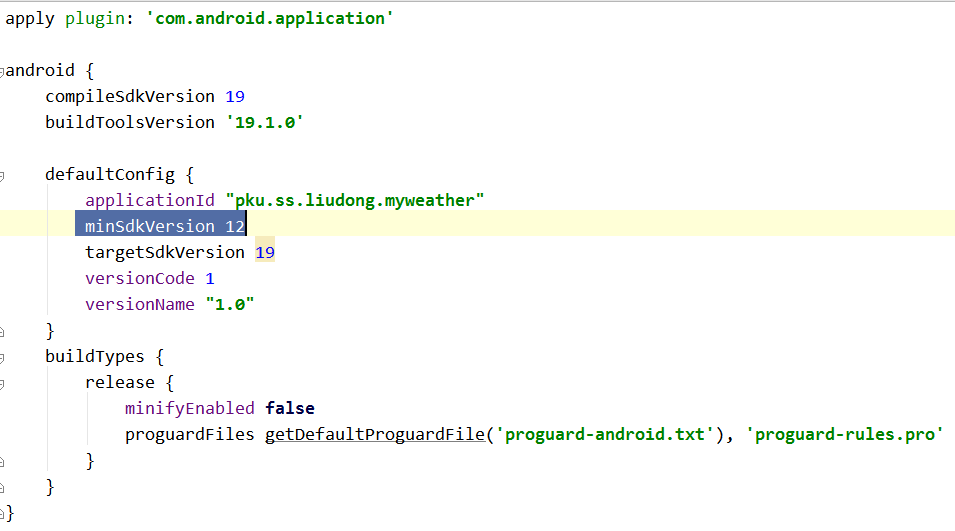 apply plugin: 'com.android.application'
android {
compileSdkVersion 19
buildToolsVersion '19.1.0'
defaultConfig {
applicationId "pku.ss.liudong.myweather"
minSdkVersion 12
targetSdkVersion 19
versionCode 1
versionName "1.0"
}
buildTypes {
release {
minifyEnabled false
proguardFiles getDefaultProguardFile('proguard-android.txt'), 'proguard-rules.pro'
}
}
}